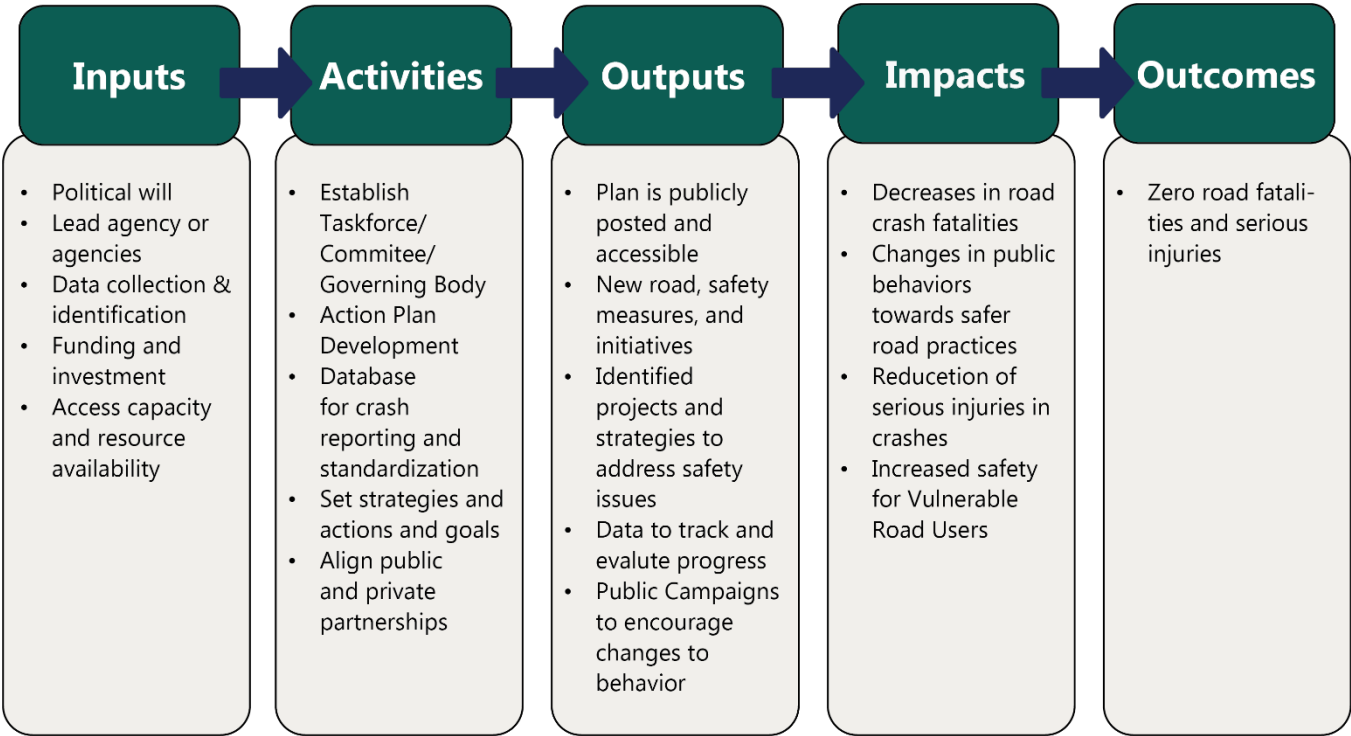 Inputs
• Political will
• Lead agency or
agencies
• Data collection &
identification
• Funding and
investment
• Access capacity
and resource
availability
Activities
• Establish
Taskforce/
Commitee/
Governing Body
• Action Plan
Development
• Database
for crash
reporting and
standardization
• Set strategies and
actions and goals
• Align public
and private
partnerships
Outputs
• Plan is publicly
posted and
accessible
• New road, safety
measures, and
initiatives
• Identified
projects and
strategies to
address safety
issues
• Data to track and
evalute progress
• Public Campaigns
to encourage
changes to
behavior
Impacts
• Decreases in road
crash fatalities
• Changes in public
behaviors
towards safer
road practices
• Reducetion of
serious injuries in
crashes
• Increased safety
for Vulnerable
Road Users
Outcomes
• Zero road fatali-
ties and serious
injuries